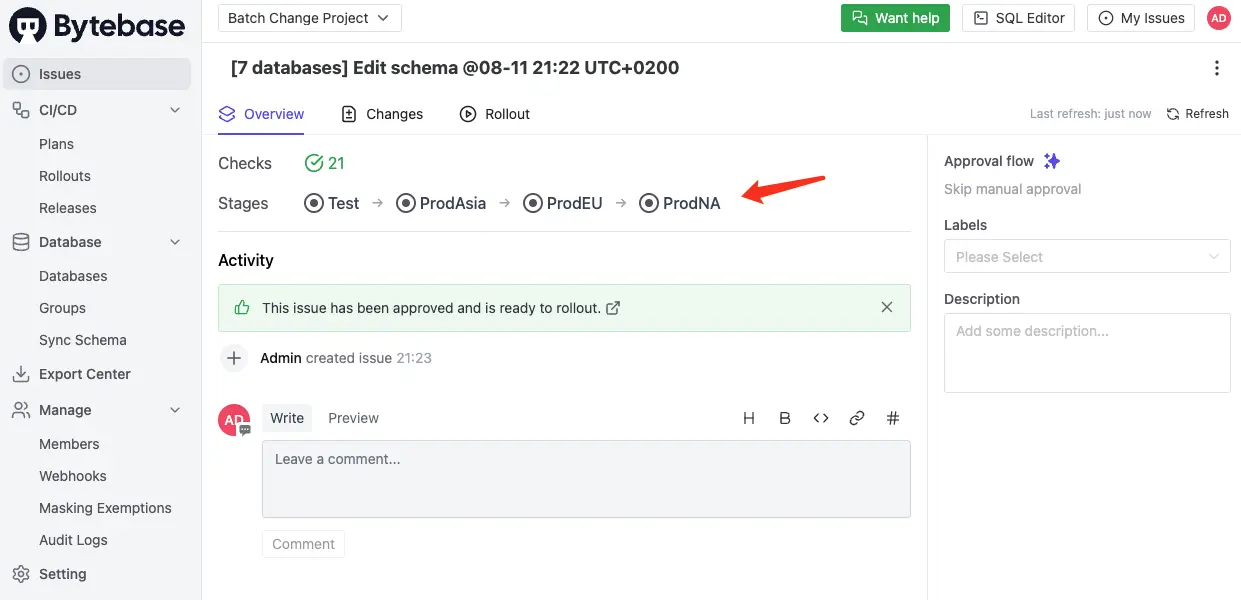 Bytebase
Batch Change Project
Want help
SQL Editor
My Issues
AD
Issues
CI/CD
Plans
Rollouts
Releases
Database
Databases
Groups
Sync Schema
Export Center
Manage
Members
Webhooks
Masking Exemptions
Audit Logs
Setting
[7 databases] Edit schema @08-11 21:22 UTC+0200
Overview
Changes
Rollout
Last refresh: just now
Refresh
Checks 21
Stages Test → ProdAsia → ProdEU → ProdNA
Activity
This issue has been approved and is ready to rollout.
Admin created issue 21:23
AD
Write
Preview
H B <> #
Leave a comment...
Comment
Approval flow
Skip manual approval
Labels
Please Select
Description
Add some description...